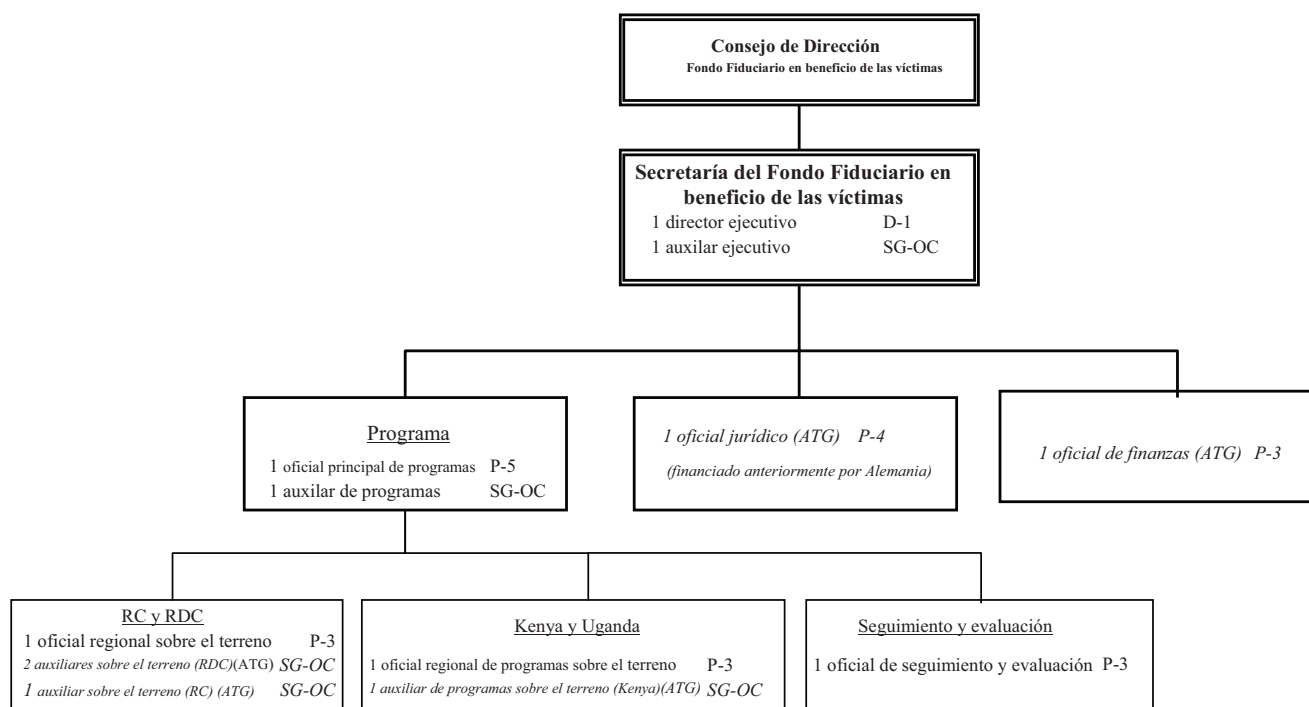 Consejo de Dirección
Fondo Fiduciario en beneficio de las víctimas
Secretaría del Fondo Fiduciario en
beneficio de las víctimas
1 director ejecutivo D-1
1 auxilar ejecutivo SG-OC
Programa
1 oficial principal de programas P-5
1 auxilar de programas SG-OC
1 oficial jurídico (ATG) P-4
(financiado anteriormente por Alemania)
1 oficial de finanzas (ATG) P-3
RC y RDC
1 oficial regional sobre el terreno P-3
2 auxiliares sobre el terreno (RDC)(ATG) SG-OC
1 auxiliar sobre el terreno (RC) (ATG) SG-OC
Kenya y Uganda
1 oficial regional de programas sobre el terreno P-3
1 auxiliar de programas sobre el terreno (Kenya)(ATG) SG-OC
Seguimiento y evaluación
1 oficial de seguimiento y evaluación P-3